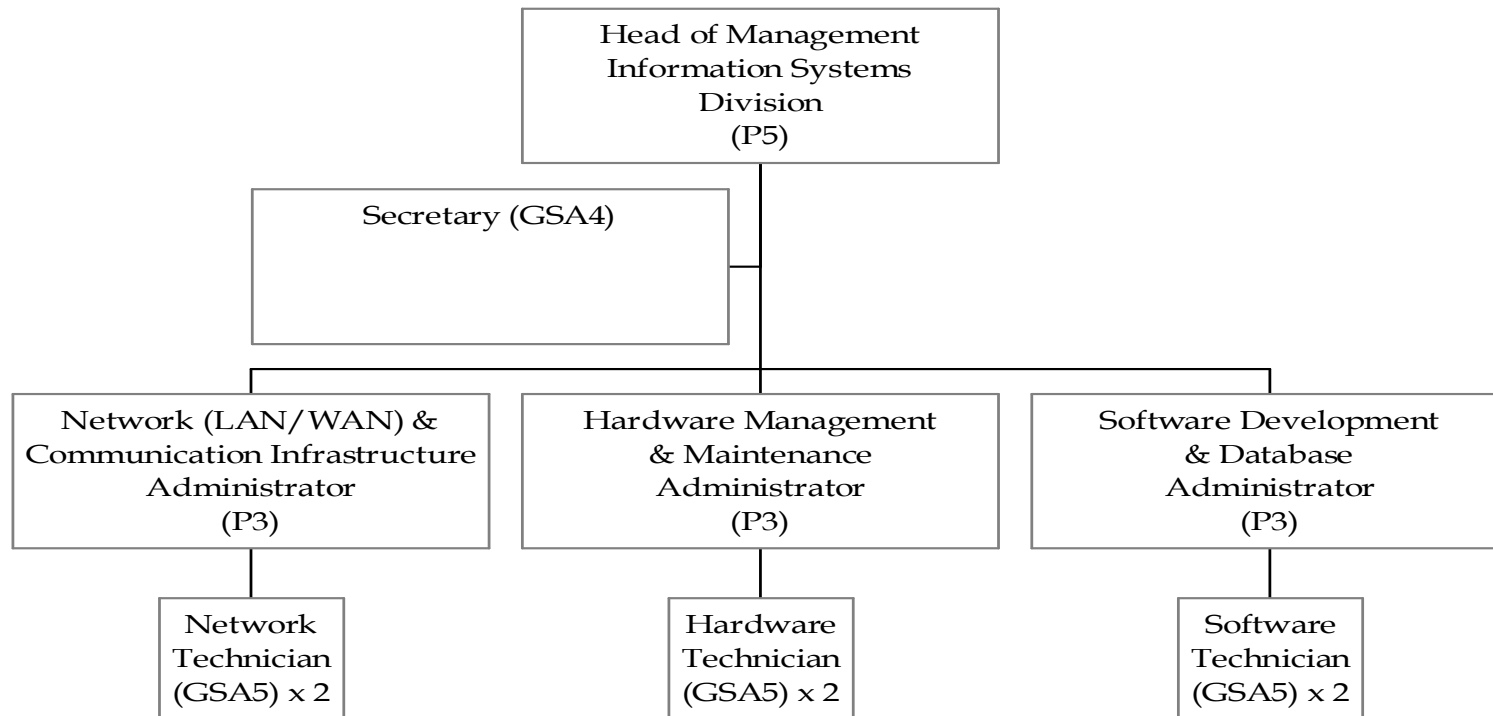 Head of Management
Information Systems
Division
(P5)
Secretary (GSA4)
Network (LAN/WAN) &
Communication Infrastructure
Administrator
(P3)
Hardware Management
& Maintenance
Administrator
(P3)
Software Development
& Database
Administrator
(P3)
Network
Technician
(GSA5) x 2
Hardware
Technician
(GSA5) x 2
Software
Technician
(GSA5) x 2